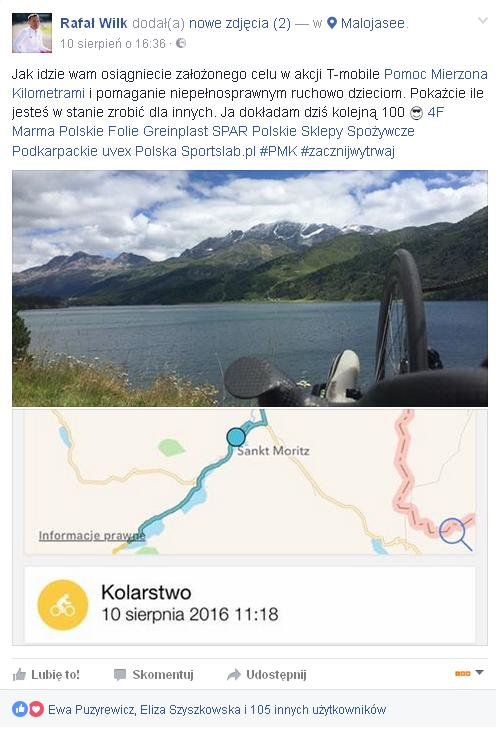 Rafał Wilk dodał(a) nowe zdjęcia (2) — w Malojasee.
10 sierpień o 16:36 ·
Jak idzie wam osiągniecie założonego celu w akcji T-mobile Pomoc Mierzona
Kilometrami i pomaganie niepełnosprawnym ruchowo dzieciom. Pokażcie ile
jesteś w stanie zrobić dla innych. Ja dokładam dziś kolejną 100 😎 4F
Marma Polskie Folie Greinplast SPAR Polskie Sklepy Spożywcze
Podkarpackie uvex Polska Sportslab.pl #PMK #zacznijwytrwaj
Sankt Moritz
Informacje prawne
Kolarstwo
10 sierpnia 2016 11:18
Lubię to! Skomentuj Udostępnij
Ewa Puzyrewicz, Eliza Szyszkowska i 105 innych użytkowników